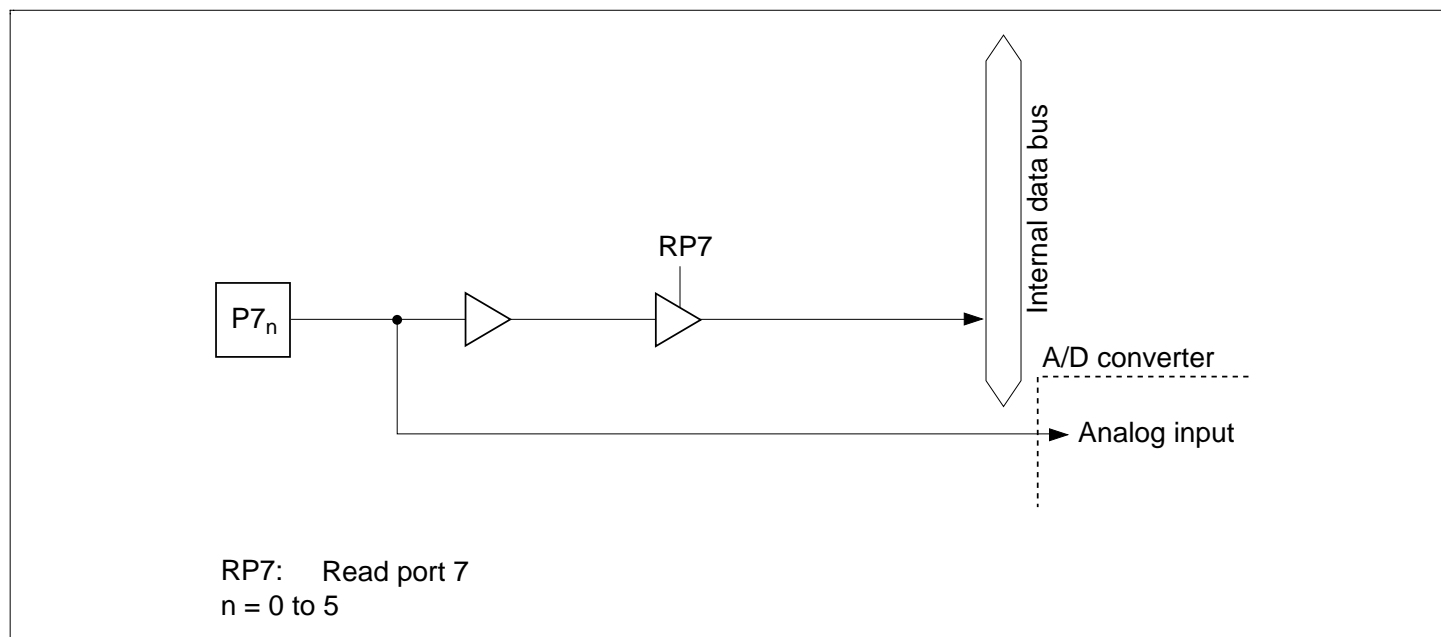 Internal data bus
RP7
P7n
A/D converter
Analog input
RP7: Read port 7
n = 0 to 5